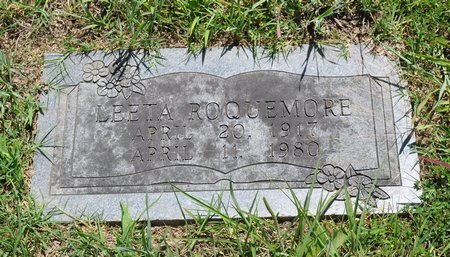 LEETA ROQUEMORE
APRIL 20, 1917
APRIL 11, 1980